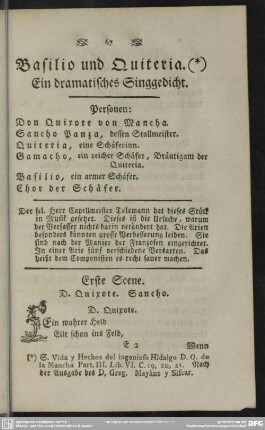 67
Basilio und Quiteria.(*)
Ein dramatisches Singgedicht.
Personen:
Don Quixote von Mancha.
Sancho Panza, dessen Stallmeister.
Quiteria, eine Schäferinn.
Gamacho, ein reicher Schäfer, Bräutigam der
Quiteria.
Basilio, ein armer Schäfer.
Chor der Schäfer.
Der sel. Herr Capellmeister Telemann hat dieses Stück
in Musik gesetzet. Dieses ist die Ursache, warum
der Verfasser nichts darin verändert hat. Die Arien
besonders könnten große Verbesserung leiden. Sie
sind nach der Manier der Franzosen eingerichtet.
In einer Arie fünf verschiedene Versarten. Das
heißt dem Componisten es recht sauer machen.
Erste Scene.
D. Quixote. Sancho.
D. Quixote.
Ein wahrer Held
Eile schon ins Feld,
E 2 Wenn
(*) S. Vida y Hechos del ingenioso Hidalgo D. Q. de
la Mancha Part. III. Lib. VI. C. 19, 20, 21. Nach
der Ausgabe des D. Greg. Mayáns y Siscar.